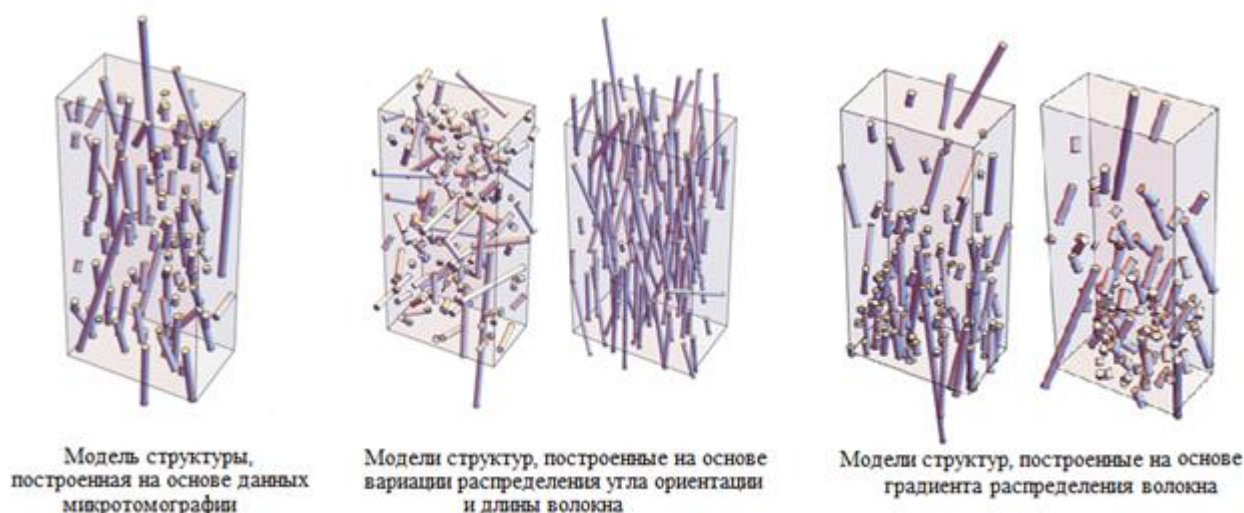 Модель структуры,
построенная на основе данных
микротомографии
Модели структур, построенные на основе
вариации распределения угла ориентации
и длины волокна
Модели структур, построенные на основе
градиента распределения волокна